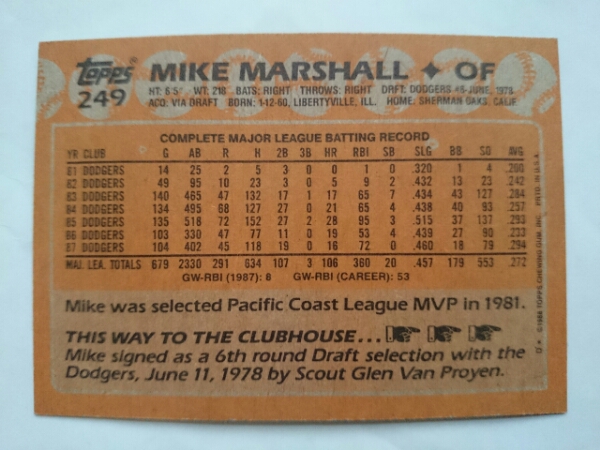 Topps®
249
MIKE MARSHALL ✦ OF
HT: 6'5" WT: 218 BATS: RIGHT THROWS: RIGHT DRFT: DODGERS #6-JUNE, 1978
ACQ: VIA DRAFT BORN: 1-12-60, LIBERTYVILLE, ILL. HOME: SHERMAN OAKS, CALIF
COMPLETE MAJOR LEAGUE BATTING RECORD
YR CLUB G AB R H 2B 3B HR RBI SB SLG BB SO AVG
81 DODGERS 14 25 2 5 3 0 0 1 0 .320 1 4 .200
82 DODGERS 49 95 10 23 3 0 5 9 2 .432 13 23 .242
83 DODGERS 140 465 47 132 17 1 17 65 7 .434 43 127 .284
84 DODGERS 134 495 68 127 27 0 21 65 4 .438 40 93 .257
85 DODGERS 135 518 72 152 27 2 28 95 3 .515 37 137 .293
86 DODGERS 103 330 47 77 11 0 19 53 4 .439 27 90 .233
87 DODGERS 104 402 45 118 19 0 16 72 0 .460 18 79 .294
MAJ. LEA. TOTALS 679 2330 291 634 107 3 106 360 20 .457 179 553 .272
GW-RBI (1987): 8 GW-RBI (CAREER): 53
Mike was selected Pacific Coast League MVP in 1981.
THIS WAY TO THE CLUBHOUSE...
Mike signed as a 6th round Draft selection with the
Dodgers, June 11, 1978 by Scout Glen Van Proyen.
©1988 TOPPS CHEWING GUM, INC. PRTD. IN U.S.A.